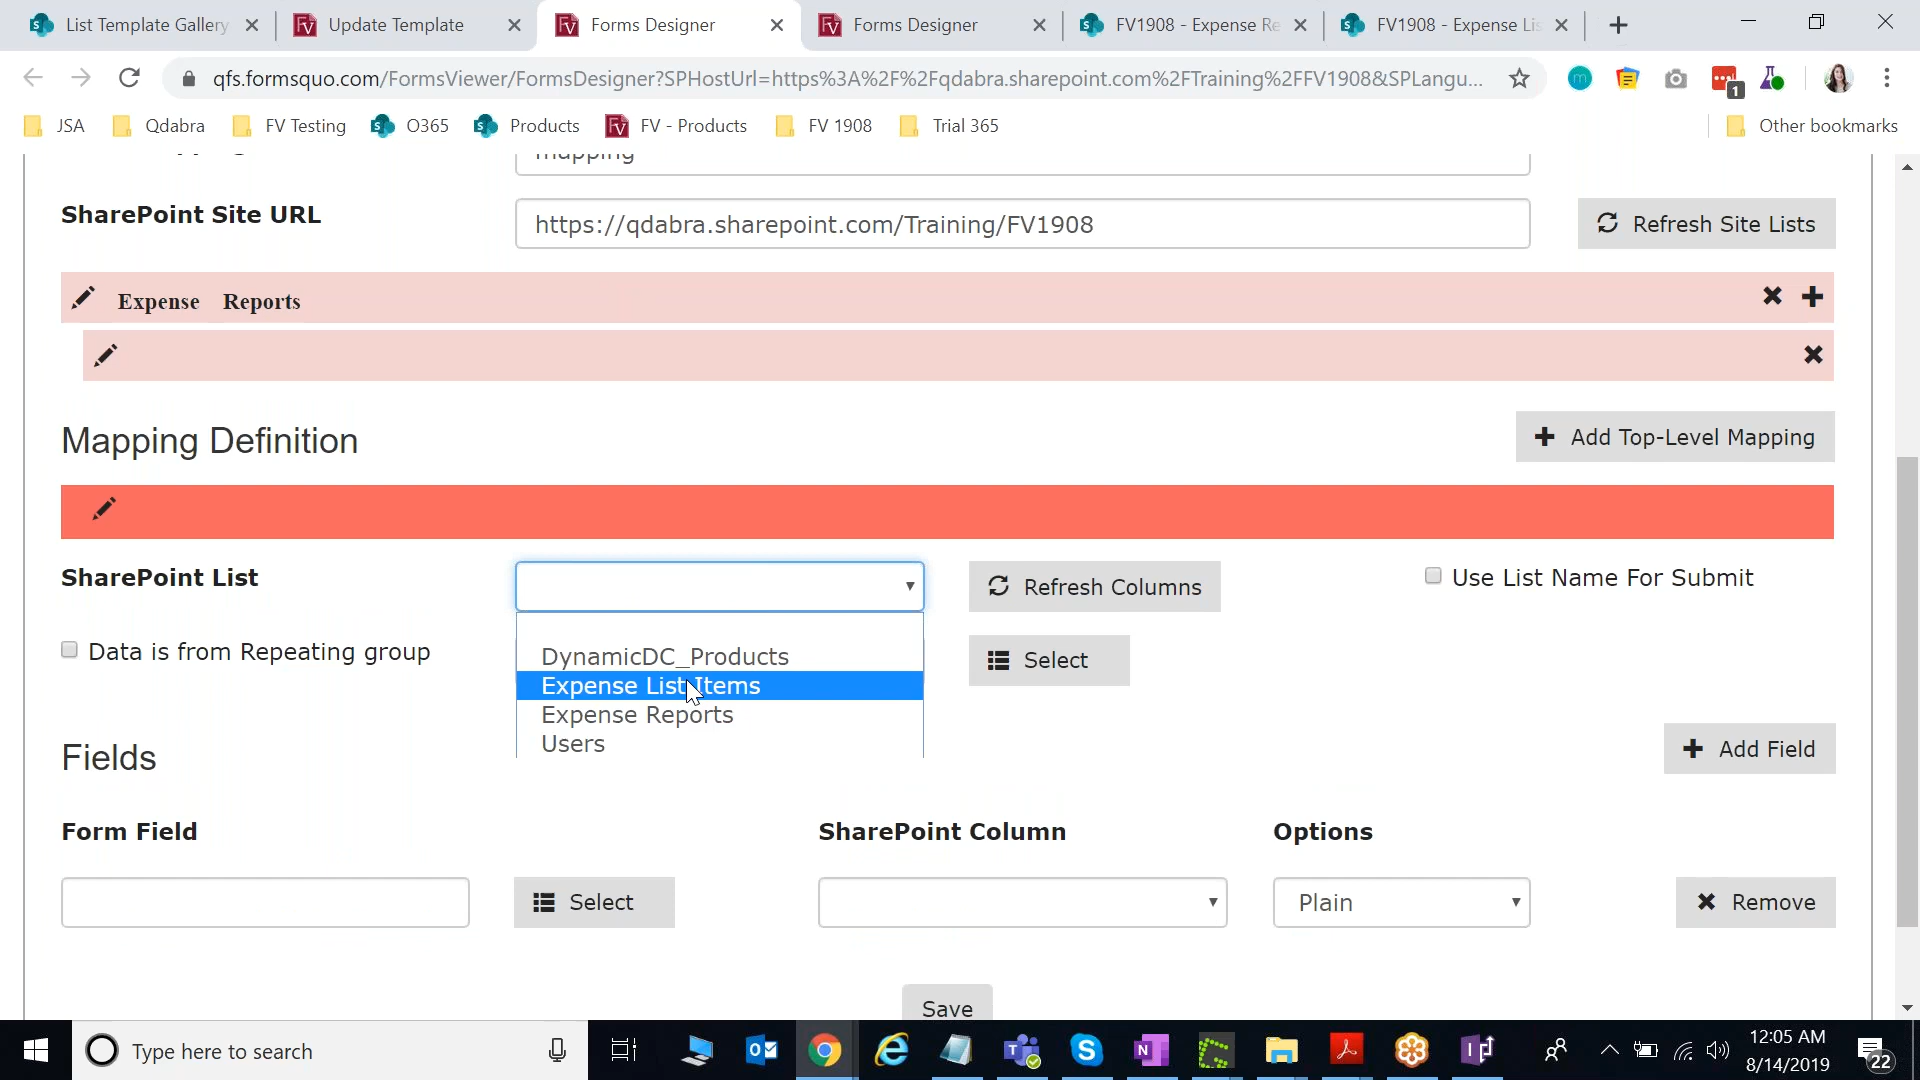 List Template Gallery
Update Template
Forms Designer
Forms Designer
FV1908 - Expense Re
FV1908 - Expense Lis
qfs.formsquo.com/FormsViewer/FormsDesigner?SPHostUrl=https%3A%2F%2Fqdabra.sharepoint.com%2FTraining%2FFV1908&SPLangu...
1
JSA
Qdabra
FV Testing
O365
Products
FV - Products
FV 1908
Trial 365
Other bookmarks
mapping
SharePoint Site URL
https://qdabra.sharepoint.com/Training/FV1908
Refresh Site Lists
Expense Reports
Mapping Definition
Add Top-Level Mapping
SharePoint List
Refresh Columns
Use List Name For Submit
Data is from Repeating group
DynamicDC_Products
Expense List Items
Expense Reports
Users
Select
Fields
Add Field
Form Field
SharePoint Column
Options
Select
Plain
Remove
Save
Type here to search
12:05 AM
8/14/2019
22